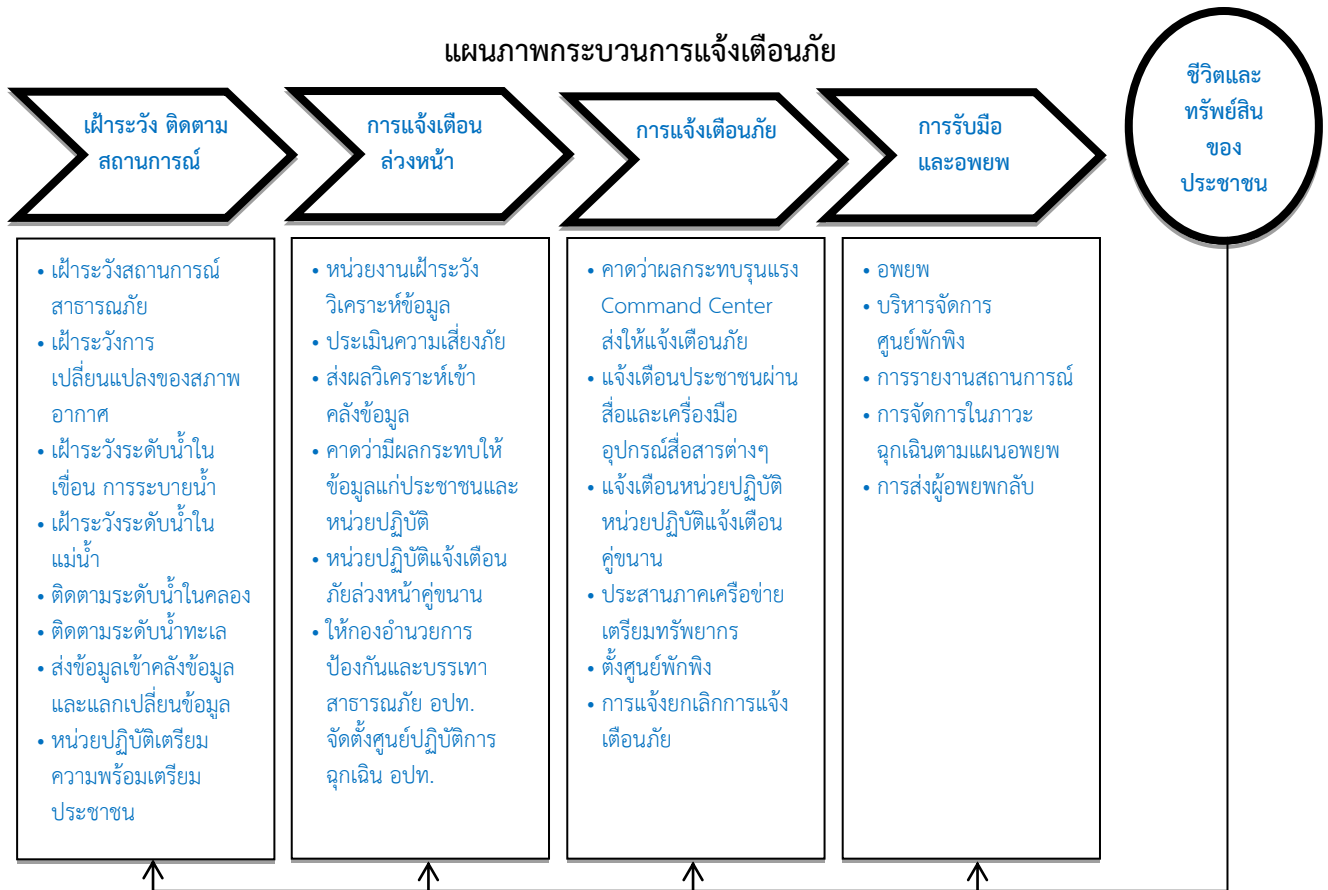 แผนภาพกระบวนการแจ้งเตือนภัย
เฝ้าระวัง ติดตาม
สถานการณ์
การแจ้งเตือน
ล่วงหน้า
การแจ้งเตือนภัย
การรับมือ
และอพยพ
ชีวิตและ
ทรัพย์สิน
ของ
ประชาชน
• เฝ้าระวังสถานการณ์
สาธารณภัย
• เฝ้าระวังการ
เปลี่ยนแปลงของสภาพ
อากาศ
• เฝ้าระวังระดับน้ำใน
เขื่อน การระบายน้ำ
• เฝ้าระวังระดับน้ำใน
แม่น้ำ
• ติดตามระดับน้ำในคลอง
• ติดตามระดับน้ำทะเล
• ส่งข้อมูลเข้าคลังข้อมูล
และแลกเปลี่ยนข้อมูล
• หน่วยปฏิบัติเตรียม
ความพร้อมเตรียม
ประชาชน
• หน่วยงานเฝ้าระวัง
วิเคราะห์ข้อมูล
• ประเมินความเสี่ยงภัย
• ส่งผลวิเคราะห์เข้า
คลังข้อมูล
• คาดว่ามีผลกระทบให้
ข้อมูลแก่ประชาชนและ
หน่วยปฏิบัติ
• หน่วยปฏิบัติแจ้งเตือน
ภัยล่วงหน้าคู่ขนาน
• ให้กองอำนวยการ
ป้องกันและบรรเทา
สาธารณภัย อปท.
จัดตั้งศูนย์ปฏิบัติการ
ฉุกเฉิน อปท.
• คาดว่าผลกระทบรุนแรง
Command Center
ส่งให้แจ้งเตือนภัย
• แจ้งเตือนประชาชนผ่าน
สื่อและเครื่องมือ
อุปกรณ์สื่อสารต่างๆ
• แจ้งเตือนหน่วยปฏิบัติ
หน่วยปฏิบัติแจ้งเตือน
คู่ขนาน
• ประสานภาคเครือข่าย
เตรียมทรัพยากร
• ตั้งศูนย์พักพิง
• การแจ้งยกเลิกการแจ้ง
เตือนภัย
• อพยพ
• บริหารจัดการ
ศูนย์พักพิง
• การรายงานสถานการณ์
• การจัดการในภาวะ
ฉุกเฉินตามแผนอพยพ
• การส่งผู้อพยพกลับ